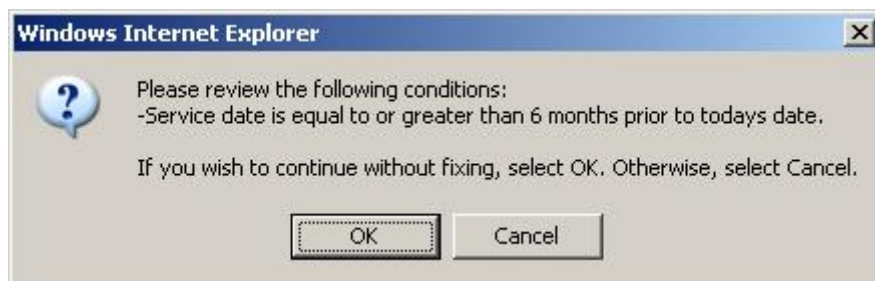 Windows Internet Explorer
Please review the following conditions:
-Service date is equal to or greater than 6 months prior to todays date.
If you wish to continue without fixing, select OK. Otherwise, select Cancel.
OK
Cancel